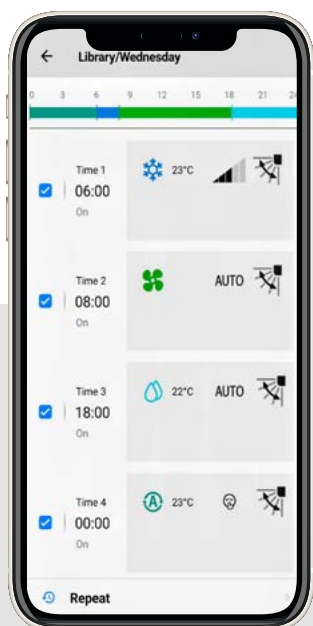 Library/Wednesday
0 3 6 9 12 15 18 21 24
Time 1
06:00
On
23°C
Time 2
08:00
On
AUTO
Time 3
18:00
On
22°C AUTO
Time 4
00:00
On
A 23°C
Repeat